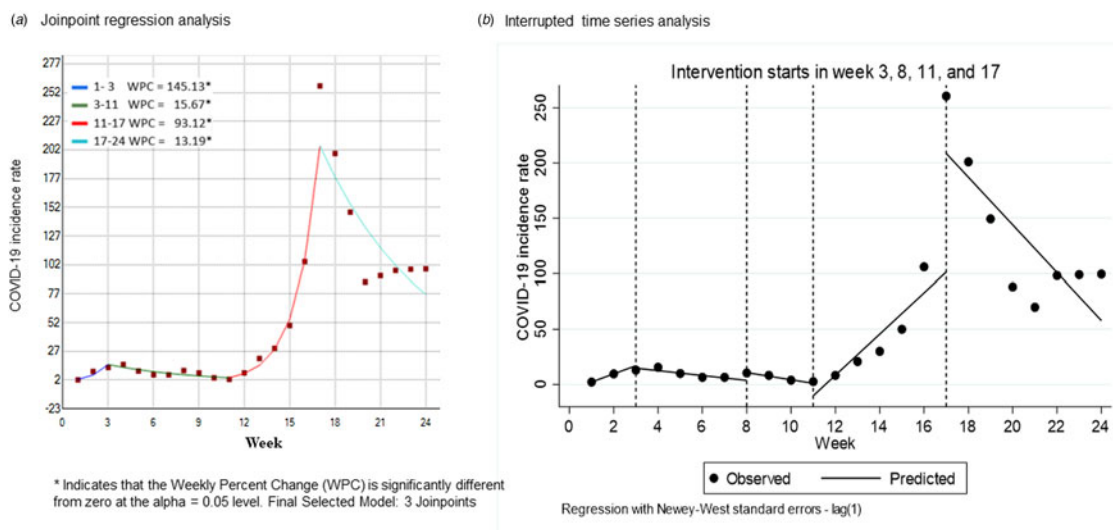 (a) Joinpoint regression analysis
277
252
227
202
177
152
127
102
77
52
27
2
-23
COVID-19 incidence rate
1- 3 WPC = 145.13*
3-11 WPC = 15.67*
11-17 WPC = 93.12*
17-24 WPC = 13.19*
0 3 6 9 12 15 18 21 24
Week
* Indicates that the Weekly Percent Change (WPC) is significantly different
from zero at the alpha = 0.05 level. Final Selected Model: 3 Joinpoints
(b) Interrupted time series analysis
Intervention starts in week 3, 8, 11, and 17
250
200
150
100
50
0
COVID-19 incidence rate
0 2 4 6 8 10 12 14 16 18 20 22 24
Week
Observed Predicted
Regression with Newey-West standard errors - lag(1)